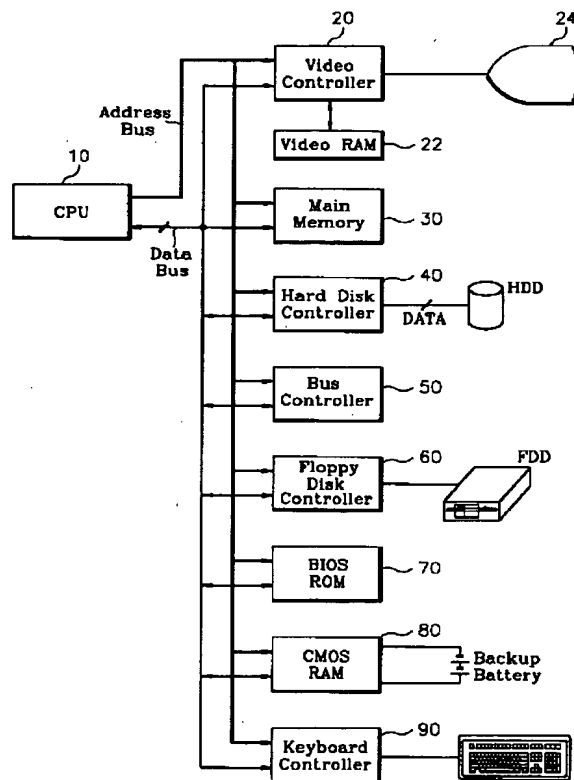 20
24
Video
Controller
Address
Bus
10
Video RAM
22
CPU
Main
Memory
30
Data
Bus
40
Hard Disk
Controller
HDD
DATA
Bus
Controller
50
60
FDD
Floppy
Disk
Controller
BIOS
ROM
70
80
CMOS
RAM
Backup
Battery
90
Keyboard
Controller